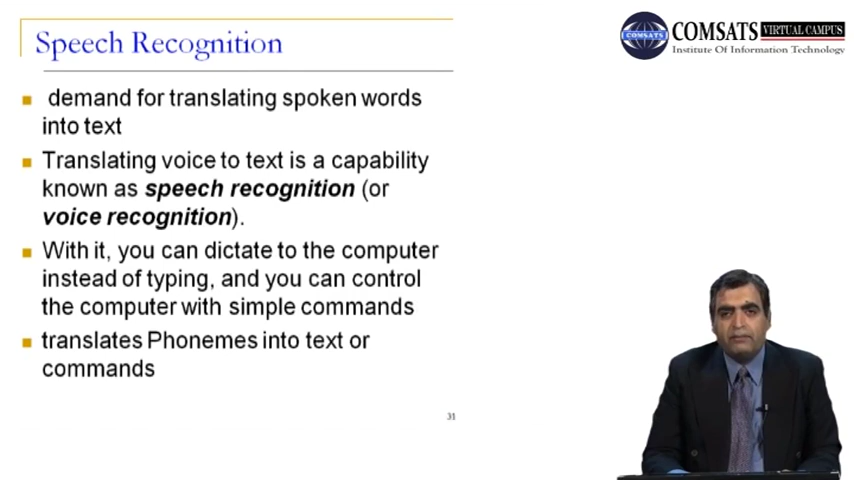 Speech Recognition
COMSATS VIRTUAL CAMPUS
COMSATS
Institute Of Information Technology
demand for translating spoken words
into text
Translating voice to text is a capability
known as speech recognition (or
voice recognition).
With it, you can dictate to the computer
instead of typing, and you can control
the computer with simple commands
translates Phonemes into text or
commands
31